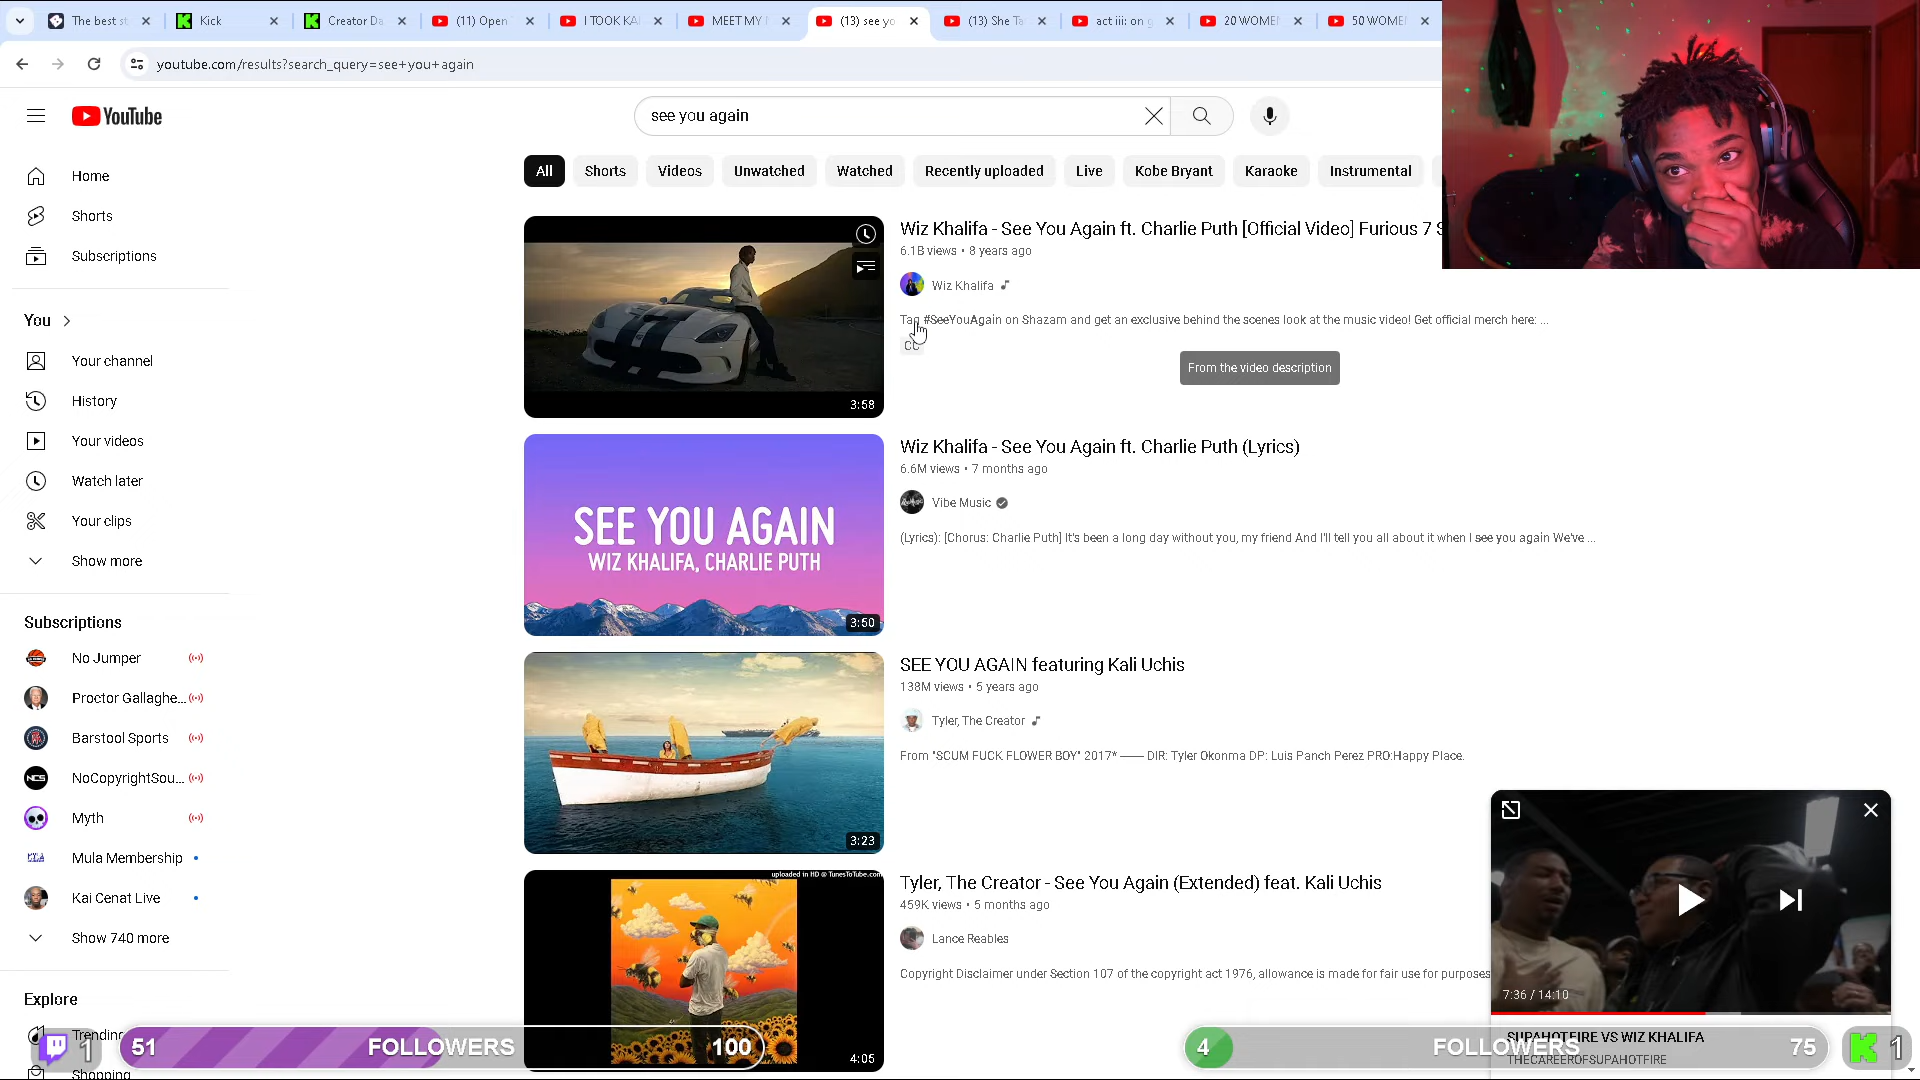 The best st
Kick
Creator Da
(11) Open
I TOOK KAI
MEET MY
(13) see yo
(13) She Ta
act iii: on g
20 WOMEN
50 WOMEN
youtube.com/results?search_query=see+you+again
YouTube
see you again
Home
Shorts
Subscriptions
You
Your channel
History
Your videos
Watch later
Your clips
Show more
Subscriptions
No Jumper
Proctor Gallaghe...
Barstool Sports
NoCopyrightSou...
Myth
Mula Membership
Kai Cenat Live
Show 740 more
Explore
Trending
Shopping
All
Shorts
Videos
Unwatched
Watched
Recently uploaded
Live
Kobe Bryant
Karaoke
Instrumental
3:58
Wiz Khalifa - See You Again ft. Charlie Puth [Official Video] Furious 7 S
6.1B views • 8 years ago
Wiz Khalifa
Tag #SeeYouAgain on Shazam and get an exclusive behind the scenes look at the music video! Get official merch here: ...
CC
From the video description
SEE YOU AGAIN
WIZ KHALIFA, CHARLIE PUTH
3:50
Wiz Khalifa - See You Again ft. Charlie Puth (Lyrics)
6.6M views • 7 months ago
Vibe Music
(Lyrics): [Chorus: Charlie Puth] It's been a long day without you, my friend And I'll tell you all about it when I see you again We've ...
3:23
SEE YOU AGAIN featuring Kali Uchis
138M views • 5 years ago
Tyler, The Creator
From "SCUM FUCK FLOWER BOY" 2017* —— DIR: Tyler Okonma DP: Luis Panch Perez PRO:Happy Place.
uploaded in HD @ TunesToTube.com
4:05
Tyler, The Creator - See You Again (Extended) feat. Kali Uchis
459K views • 5 months ago
Lance Reables
Copyright Disclaimer under Section 107 of the copyright act 1976, allowance is made for fair use for purposes
7:36 / 14:10
SUPAHOTFIRE VS WIZ KHALIFA
THECAREEROFSUPAHOTFIRE
1
51 FOLLOWERS 100
4 FOLLOWERS 75
K 1